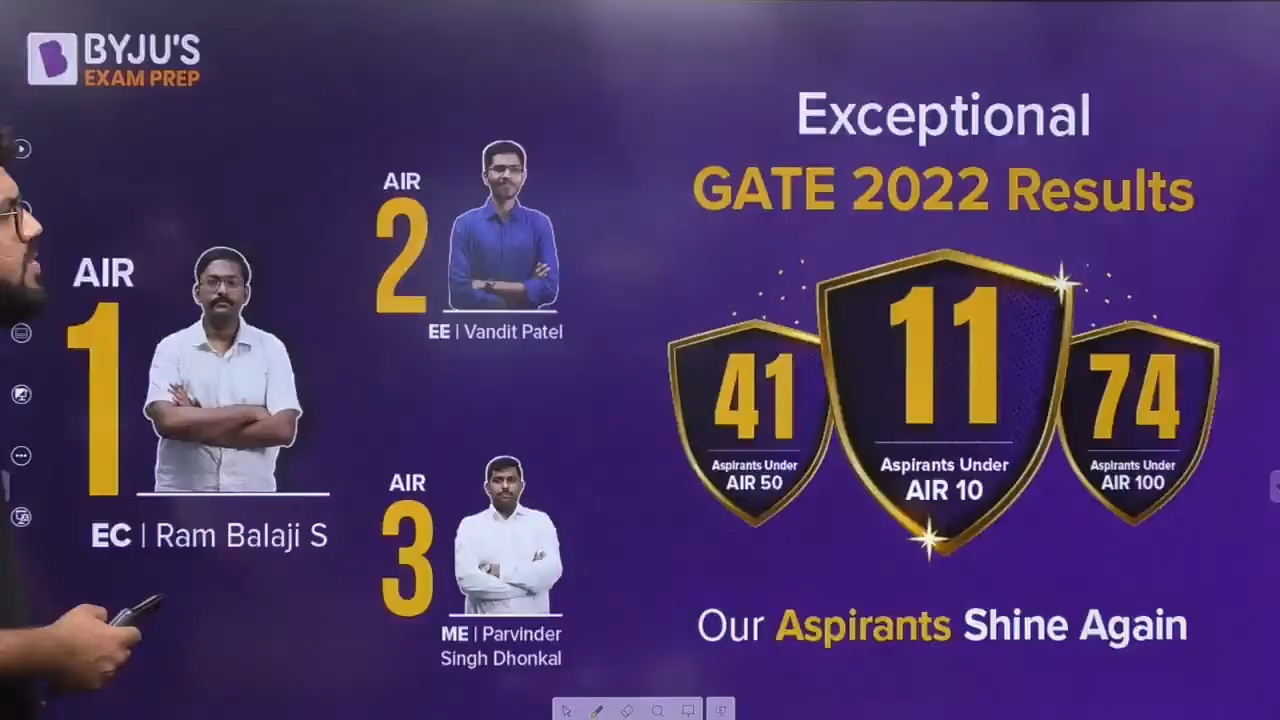 BYJU'S
EXAM PREP
AIR
1
EC | Ram Balaji S
AIR
2
EE | Vandit Patel
AIR
3
ME | Parvinder
Singh Dhonkal
Exceptional
GATE 2022 Results
41
Aspirants Under
AIR 50
11
Aspirants Under
AIR 10
74
Aspirants Under
AIR 100
Our Aspirants Shine Again